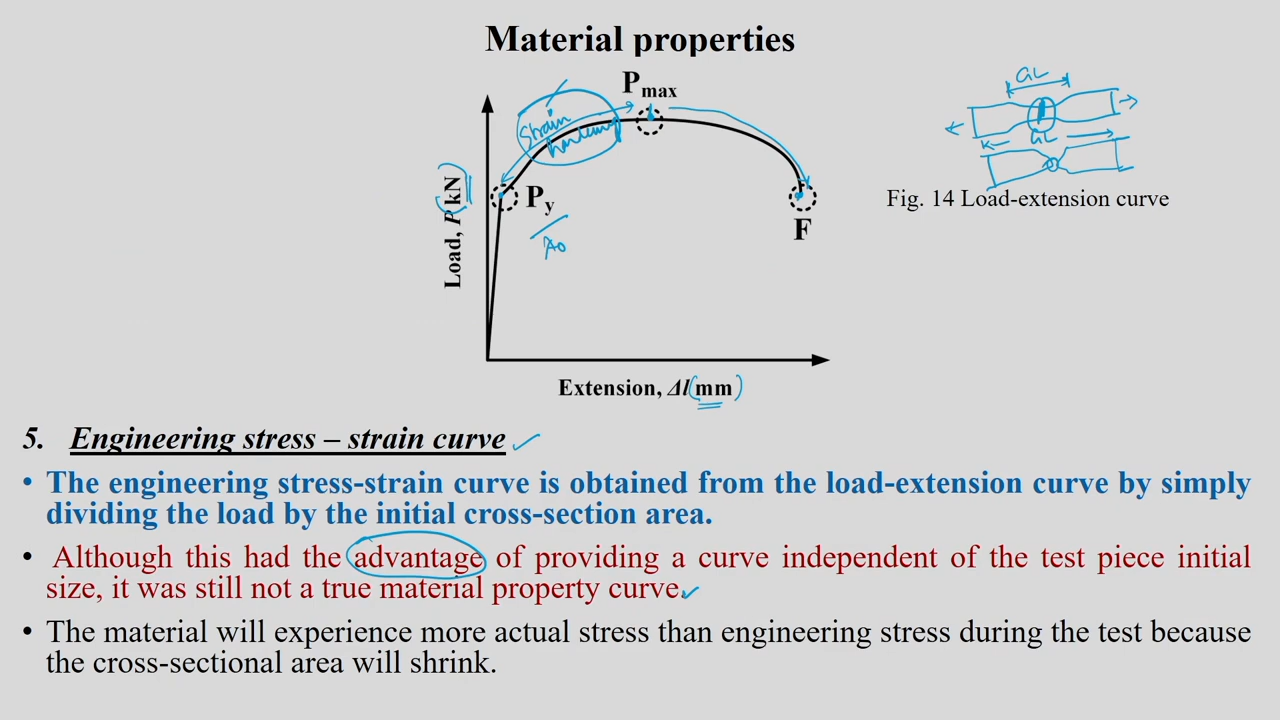 Material properties
P max
Strain
GL
GL
Load, P (kN)
P y
A0
Fig. 14 Load-extension curve
F
Extension, Δl (mm)
5. Engineering stress – strain curve
• The engineering stress-strain curve is obtained from the load-extension curve by simply
dividing the load by the initial cross-section area.
• Although this had the advantage of providing a curve independent of the test piece initial
size, it was still not a true material property curve.
• The material will experience more actual stress than engineering stress during the test because
the cross-sectional area will shrink.